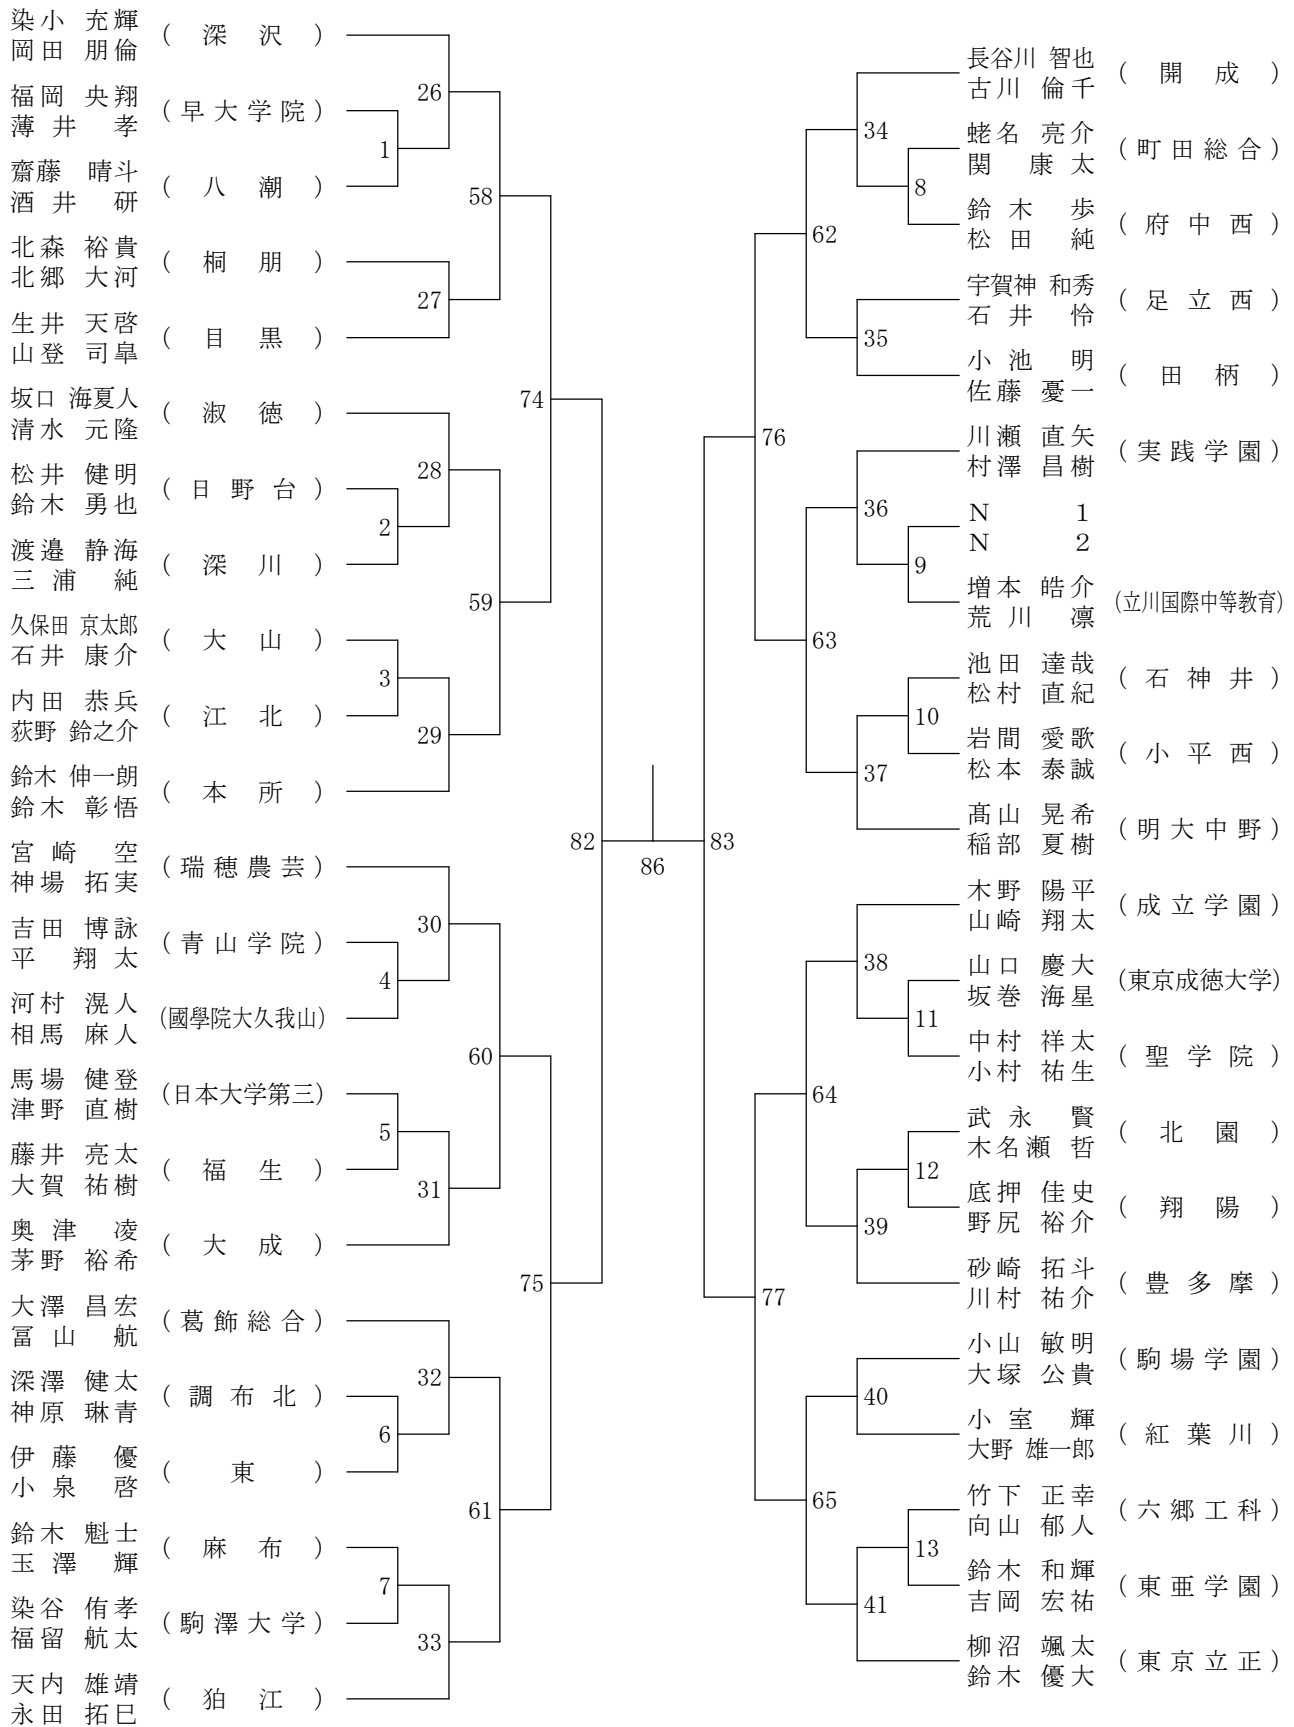 染小 充輝
岡田 朋倫
( 深 沢 )
福岡 央翔
薄井 孝
( 早大学院 )
齋藤 晴斗
酒井 研
( 八 潮 )
北森 裕貴
北郷 大河
( 桐 朋 )
生井 天啓
山登 司皐
( 目 黒 )
坂口 海夏人
清水 元隆
( 淑 徳 )
松井 健明
鈴木 勇也
( 日 野 台 )
渡邉 静海
三浦 純
( 深 川 )
久保田 京太郎
石井 康介
( 大 山 )
内田 恭兵
荻野 鈴之介
( 江 北 )
鈴木 伸一朗
鈴木 彰悟
( 本 所 )
宮崎 空
神場 拓実
( 瑞穂農芸 )
吉田 博詠
平 翔太
( 青山学院 )
河村 滉人
相馬 麻人
(國學院大久我山)
馬場 健登
津野 直樹
(日本大学第三)
藤井 亮太
大賀 祐樹
( 福 生 )
奥津 凌
茅野 裕希
( 大 成 )
大澤 昌宏
冨山 航
( 葛飾総合 )
深澤 健太
神原 琳青
( 調 布 北 )
伊藤 優
小泉 啓
( 東 )
鈴木 魁士
玉澤 輝
( 麻 布 )
染谷 侑孝
福留 航太
( 駒澤大学 )
天内 雄靖
永田 拓巳
( 狛 江 )
1
2
3
4
5
6
7
26
27
28
29
30
31
32
33
58
59
60
61
74
75
82
86
83
76
77
62
63
64
65
34
35
36
37
38
39
40
41
8
9
10
11
12
13
長谷川 智也
古川 倫千
( 開 成 )
蛯名 亮介
関 康太
( 町田総合 )
鈴木 歩
松田 純
( 府 中 西 )
宇賀神 和秀
石井 怜
( 足 立 西 )
小池 明
佐藤 憂一
( 田 柄 )
川瀬 直矢
村澤 昌樹
( 実践学園 )
N 1
N 2
増本 皓介
荒川 凛
(立川国際中等教育)
池田 達哉
松村 直紀
( 石 神 井 )
岩間 愛歌
松本 泰誠
( 小 平 西 )
髙山 晃希
稲部 夏樹
( 明大中野 )
木野 陽平
山崎 翔太
( 成立学園 )
山口 慶大
坂巻 海星
(東京成徳大学)
中村 祥太
小村 祐生
( 聖 学 院 )
武永 賢
木名瀬 哲
( 北 園 )
底押 佳史
野尻 裕介
( 翔 陽 )
砂崎 拓斗
川村 祐介
( 豊 多 摩 )
小山 敏明
大塚 公貴
( 駒場学園 )
小室 輝
大野 雄一郎
( 紅 葉 川 )
竹下 正幸
向山 郁人
( 六郷工科 )
鈴木 和輝
吉岡 宏祐
( 東亜学園 )
柳沼 颯太
鈴木 優大
( 東京立正 )